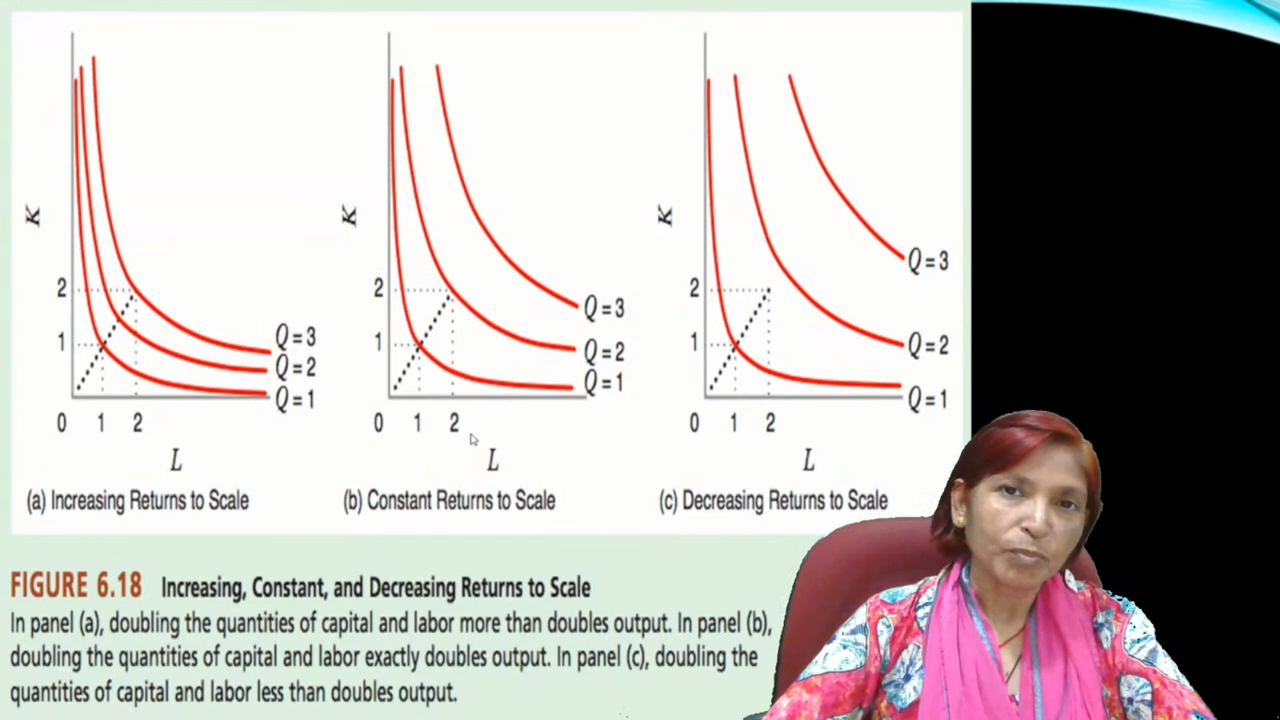 K
2
1
0 1 2
L
Q = 3
Q = 2
Q = 1
(a) Increasing Returns to Scale
K
2
1
0 1 2
L
Q = 3
Q = 2
Q = 1
(b) Constant Returns to Scale
K
2
1
0 1 2
L
Q = 3
Q = 2
Q = 1
(c) Decreasing Returns to Scale
FIGURE 6.18 Increasing, Constant, and Decreasing Returns to Scale
In panel (a), doubling the quantities of capital and labor more than doubles output. In panel (b),
doubling the quantities of capital and labor exactly doubles output. In panel (c), doubling the
quantities of capital and labor less than doubles output.